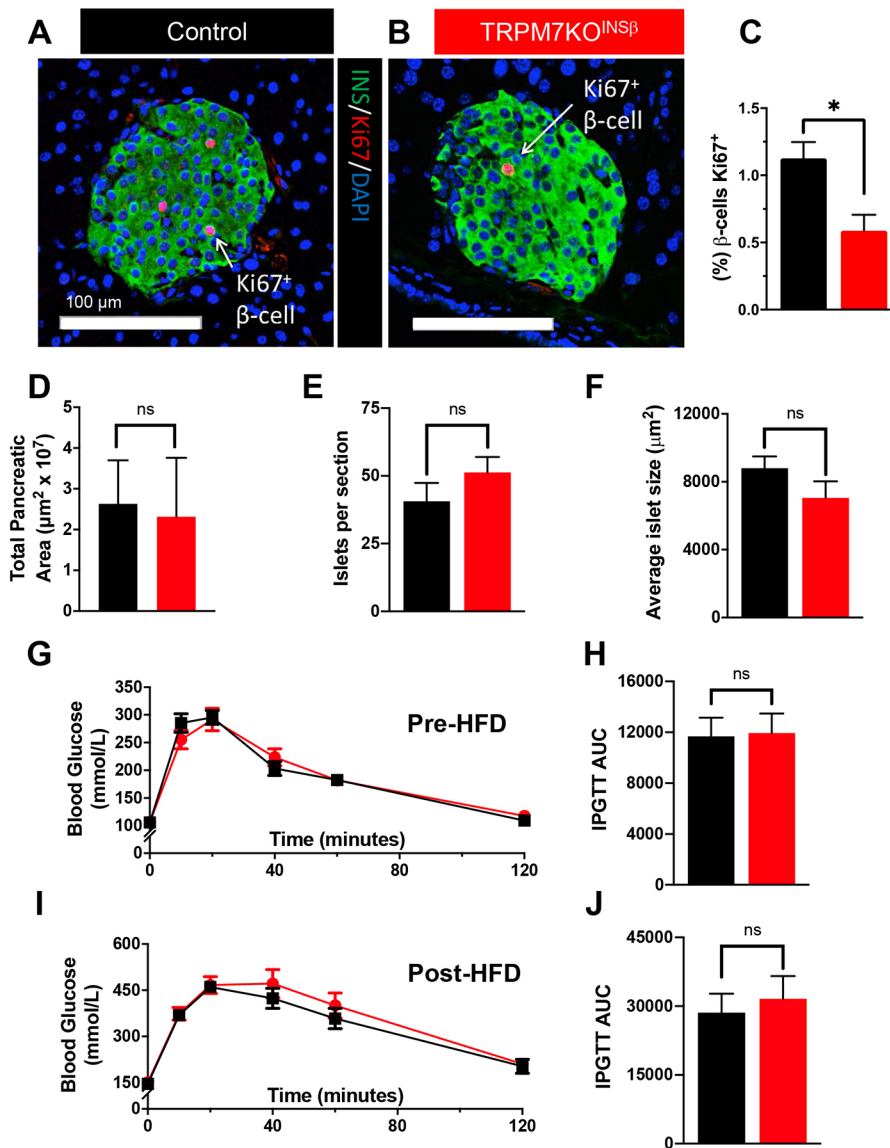 A
Control
B
TRPM7KO^INSβ
C
INS/Ki67/DAPI
Ki67⁺
β-cell
100 μm
Ki67⁺
β-cell
(%) β-cells Ki67⁺
1.5
1.0
0.5
0.0
*
D
Total Pancreatic
Area (μm² x 10⁷)
5
4
3
2
1
0
ns
E
Islets per section
75
50
25
0
ns
F
Average islet size (μm²)
12000
8000
4000
0
ns
G
Blood Glucose
(mmol/L)
350
300
250
200
150
100
0
Pre-HFD
Time (minutes)
0
40
80
120
H
IPGTT AUC
16000
12000
8000
4000
0
ns
I
Blood Glucose
(mmol/L)
600
450
300
150
0
Post-HFD
Time (minutes)
0
40
80
120
J
IPGTT AUC
45000
30000
15000
0
ns